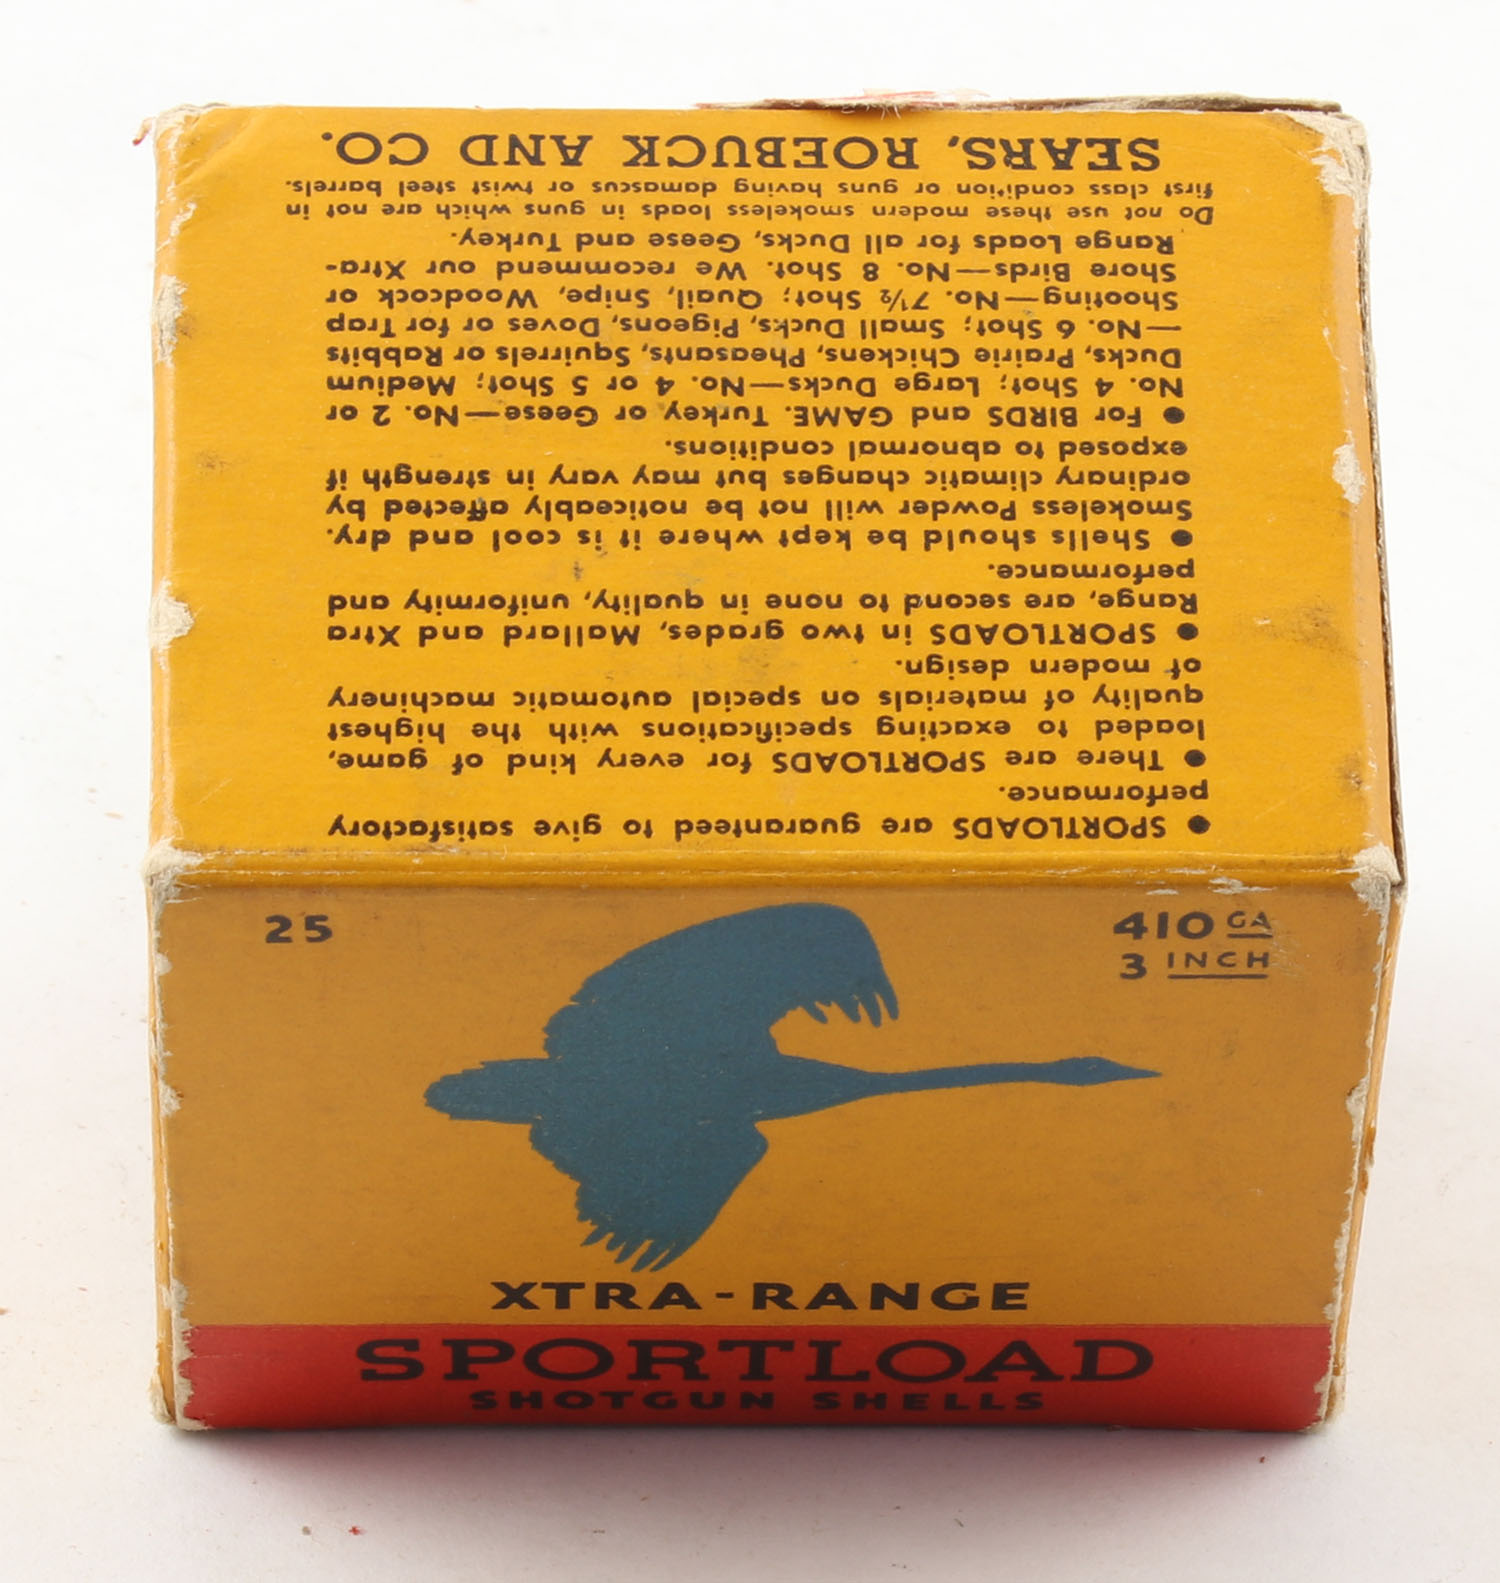 ● SPORTLOADS are guaranteed to give satisfactory
performance.
● There are SPORTLOADS for every kind of game,
loaded to exacting specifications with the highest
quality of materials on special automatic machinery
of modern design.
● SPORTLOADS in two grades, Mallard and Xtra
Range, are second to none in quality, uniformity and
performance.
● Shells should be kept where it is cool and dry.
Smokeless Powder will not be noticeably affected by
ordinary climatic changes but may vary in strength if
exposed to abnormal conditions.
● For BIRDS and GAME. Turkey or Geese—No. 2 or
No. 4 Shot; Large Ducks—No. 4 or 5 Shot; Medium
Ducks, Prairie Chickens, Pheasants, Squirrels or Rabbits
—No. 6 Shot; Small Ducks, Pigeons, Doves or for Trap
Shooting—No. 7½ Shot; Quail, Snipe, Woodcock or
Shore Birds—No. 8 Shot. We recommend our Xtra-
Range Loads for all Ducks, Geese and Turkey.
Do not use these modern smokeless loads in guns which are not in
first class condition or guns having damascus or twist steel barrels.
SEARS, ROEBUCK AND CO.
25
410 GA
3 INCH
XTRA-RANGE
SPORTLOAD
SHOTGUN SHELLS